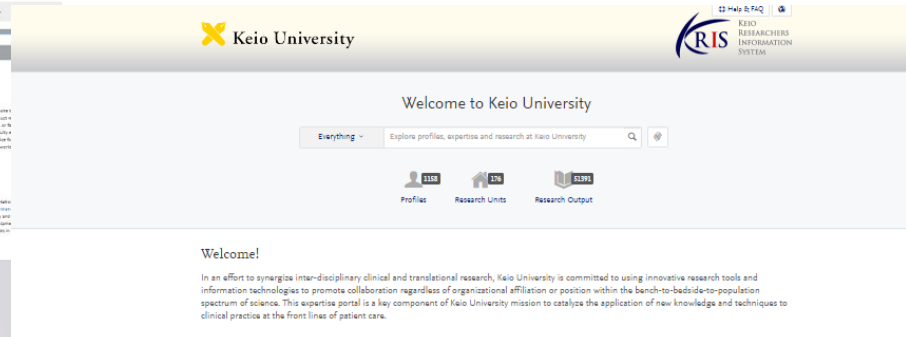 Help & FAQ
Keio University
KRIS
KEIO
RESEARCHERS
INFORMATION
SYSTEM
Welcome to Keio University
Everything
Explore profiles, expertise and research at Keio University
1158
176
51391
Profiles
Research Units
Research Output
Welcome!
In an effort to synergize inter-disciplinary clinical and translational research, Keio University is committed to using innovative research tools and
information technologies to promote collaboration regardless of organizational affiliation or position within the bench-to-bedside-to-population
spectrum of science. This expertise portal is a key component of Keio University mission to catalyze the application of new knowledge and techniques to
clinical practice at the front lines of patient care.